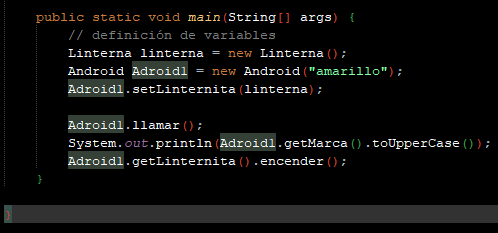 public static void main(String[] args) {
// definición de variables
Linterna linterna = new Linterna();
Android Adroid1 = new Android("amarillo");
Adroid1.setLinternita(linterna);
Adroid1.llamar();
System.out.println(Adroid1.getMarca().toUpperCase());
Adroid1.getLinternita().encender();
}
}